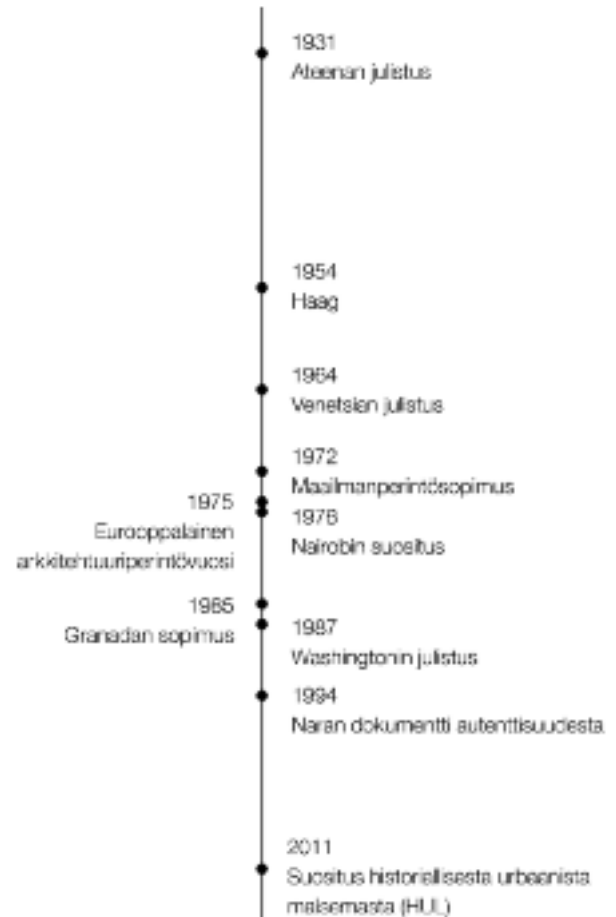 1931
Ateenan julistus
1954
Haag
1964
Venetsian julistus
1972
Maailmanperintösopimus
1975
Eurooppalainen
arkkitehtuuriperintövuosi
1976
Nairobin suositus
1985
Granadan sopimus
1987
Washingtonin julistus
1994
Naran dokumentti autenttisuudesta
2011
Suositus historiallisesta urbaanista
maisemasta (HUL)